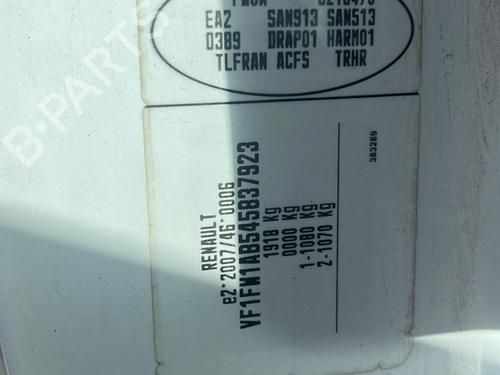 EA2 SAN913 SAN513
0389 DRAP01 HARM01
TLFRAN ACFS TRHR
RENAULT
e2*2007/46*0006
VF1FW1AB545837923
1918 Kg
0000 Kg
1-1080 Kg
2-1070 Kg
383289
B-PARTS